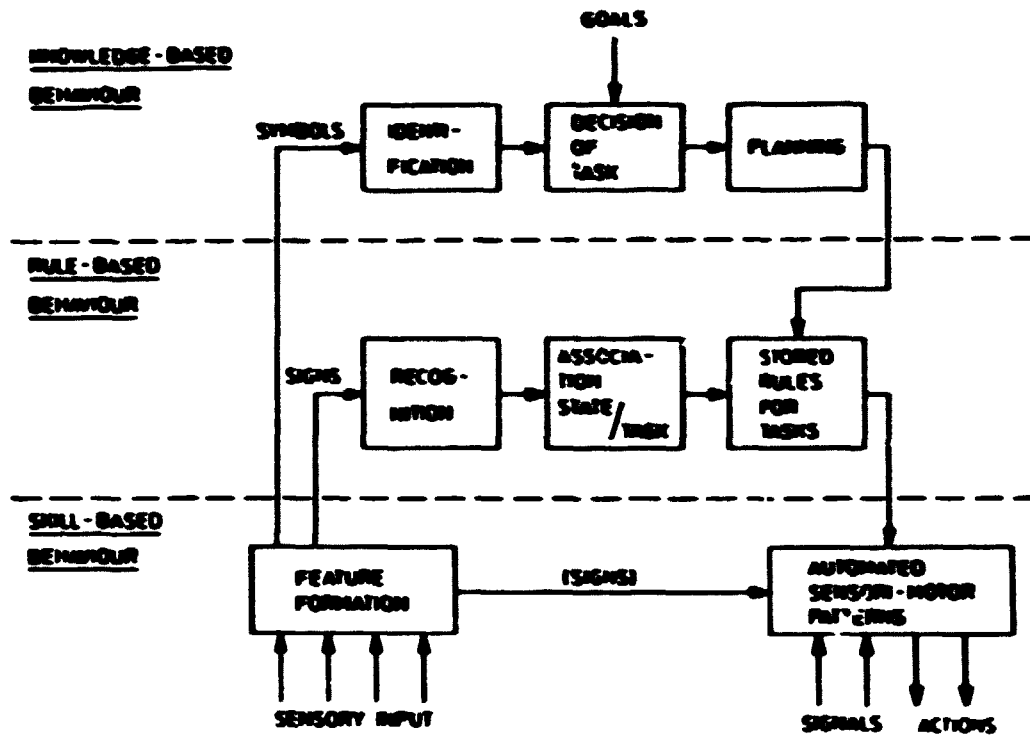 GOALS
KNOWLEDGE-BASED
BEHAVIOUR
SYMBOLS
IDENTI-
FICATION
DECISION
OF
TASK
PLANNING
RULE-BASED
BEHAVIOUR
SIGNS
RECOG-
NITION
ASSOCIA-
TION
STATE/
TASK
STORED
RULES
FOR
TASKS
SKILL-BASED
BEHAVIOUR
FEATURE
FORMATION
(SIGNS)
AUTOMATED
SENSORI-MOTOR
PATTERNS
SENSORY INPUT
SIGNALS
ACTIONS